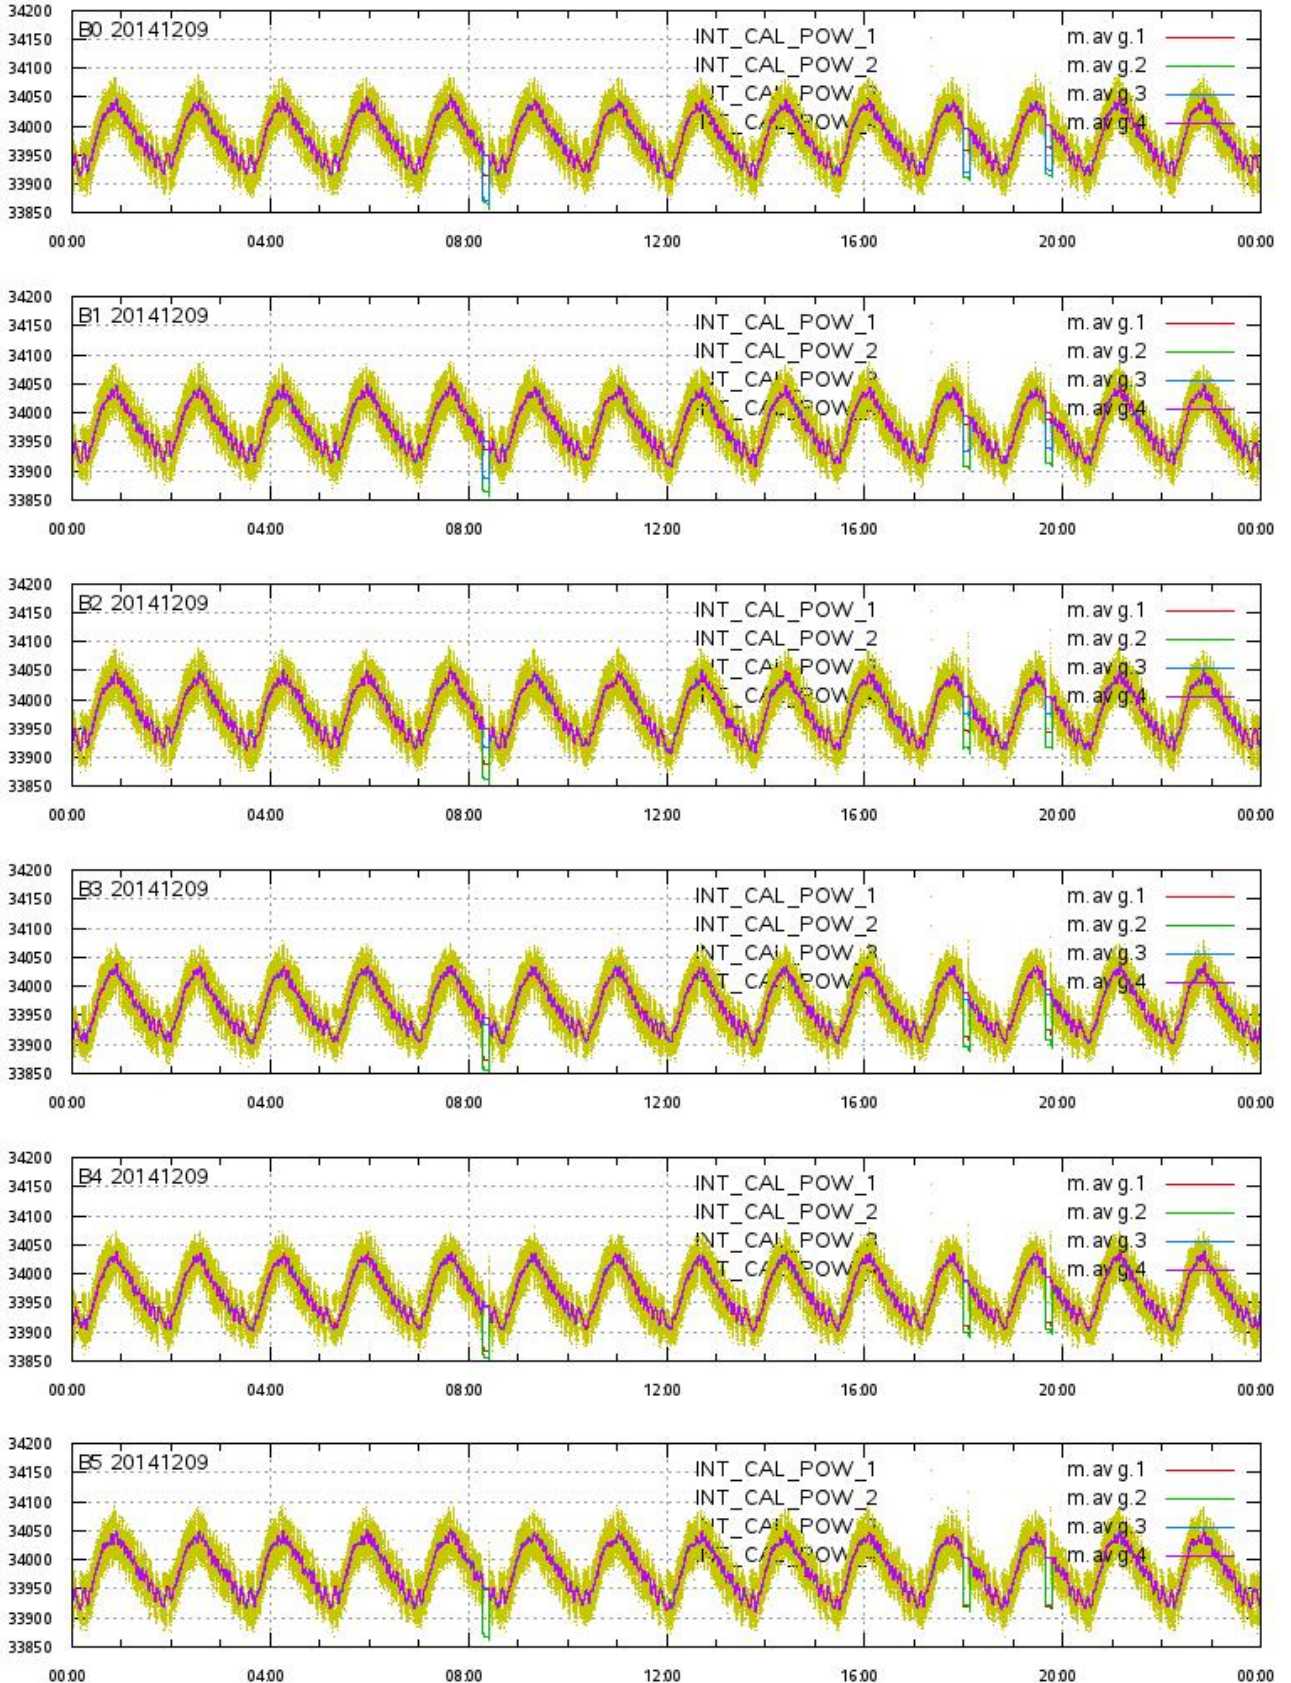 34200
B0 20141209 INT_CAL_POW_1 m.avg.1
34150
34100 INT_CAL_POW_2 m.avg.2
34050 m.avg.3
34000 m.avg.4
33950
33900
33850
00:00 04:00 08:00 12:00 16:00 20:00 00:00
34200
B1 20141209 INT_CAL_POW_1 m.avg.1
34150
34100 INT_CAL_POW_2 m.avg.2
34050 m.avg.3
34000 m.avg.4
33950
33900
33850
00:00 04:00 08:00 12:00 16:00 20:00 00:00
34200
B2 20141209 INT_CAL_POW_1 m.avg.1
34150
34100 INT_CAL_POW_2 m.avg.2
34050 m.avg.3
34000 m.avg.4
33950
33900
33850
00:00 04:00 08:00 12:00 16:00 20:00 00:00
34200
B3 20141209 INT_CAL_POW_1 m.avg.1
34150
34100 INT_CAL_POW_2 m.avg.2
34050 INT_CAL_POW_3 m.avg.3
34000 m.avg.4
33950
33900
33850
00:00 04:00 08:00 12:00 16:00 20:00 00:00
34200
B4 20141209 INT_CAL_POW_1 m.avg.1
34150
34100 INT_CAL_POW_2 m.avg.2
34050 INT_CAL_POW_3 m.avg.3
34000 m.avg.4
33950
33900
33850
00:00 04:00 08:00 12:00 16:00 20:00 00:00
34200
B5 20141209 INT_CAL_POW_1 m.avg.1
34150
34100 INT_CAL_POW_2 m.avg.2
34050 m.avg.3
34000 m.avg.4
33950
33900
33850
00:00 04:00 08:00 12:00 16:00 20:00 00:00